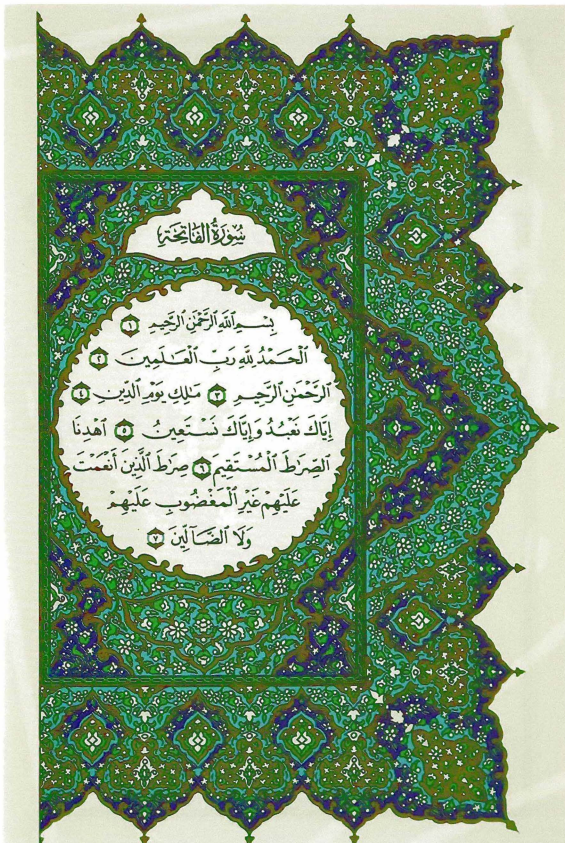 سُورَةُ الْفَاتِحَةِ
بِسْمِ ٱللَّهِ ٱلرَّحْمَٰنِ ٱلرَّحِيمِ ١
ٱلْحَمْدُ لِلَّهِ رَبِّ ٱلْعَٰلَمِينَ ٢
ٱلرَّحْمَٰنِ ٱلرَّحِيمِ ٣ مَٰلِكِ يَوْمِ ٱلدِّينِ ٤
إِيَّاكَ نَعْبُدُ وَإِيَّاكَ نَسْتَعِينُ ٥ ٱهْدِنَا
ٱلصِّرَٰطَ ٱلْمُسْتَقِيمَ ٦ صِرَٰطَ ٱلَّذِينَ أَنْعَمْتَ
عَلَيْهِمْ غَيْرِ ٱلْمَغْضُوبِ عَلَيْهِمْ
وَلَا ٱلضَّآلِّينَ ٧